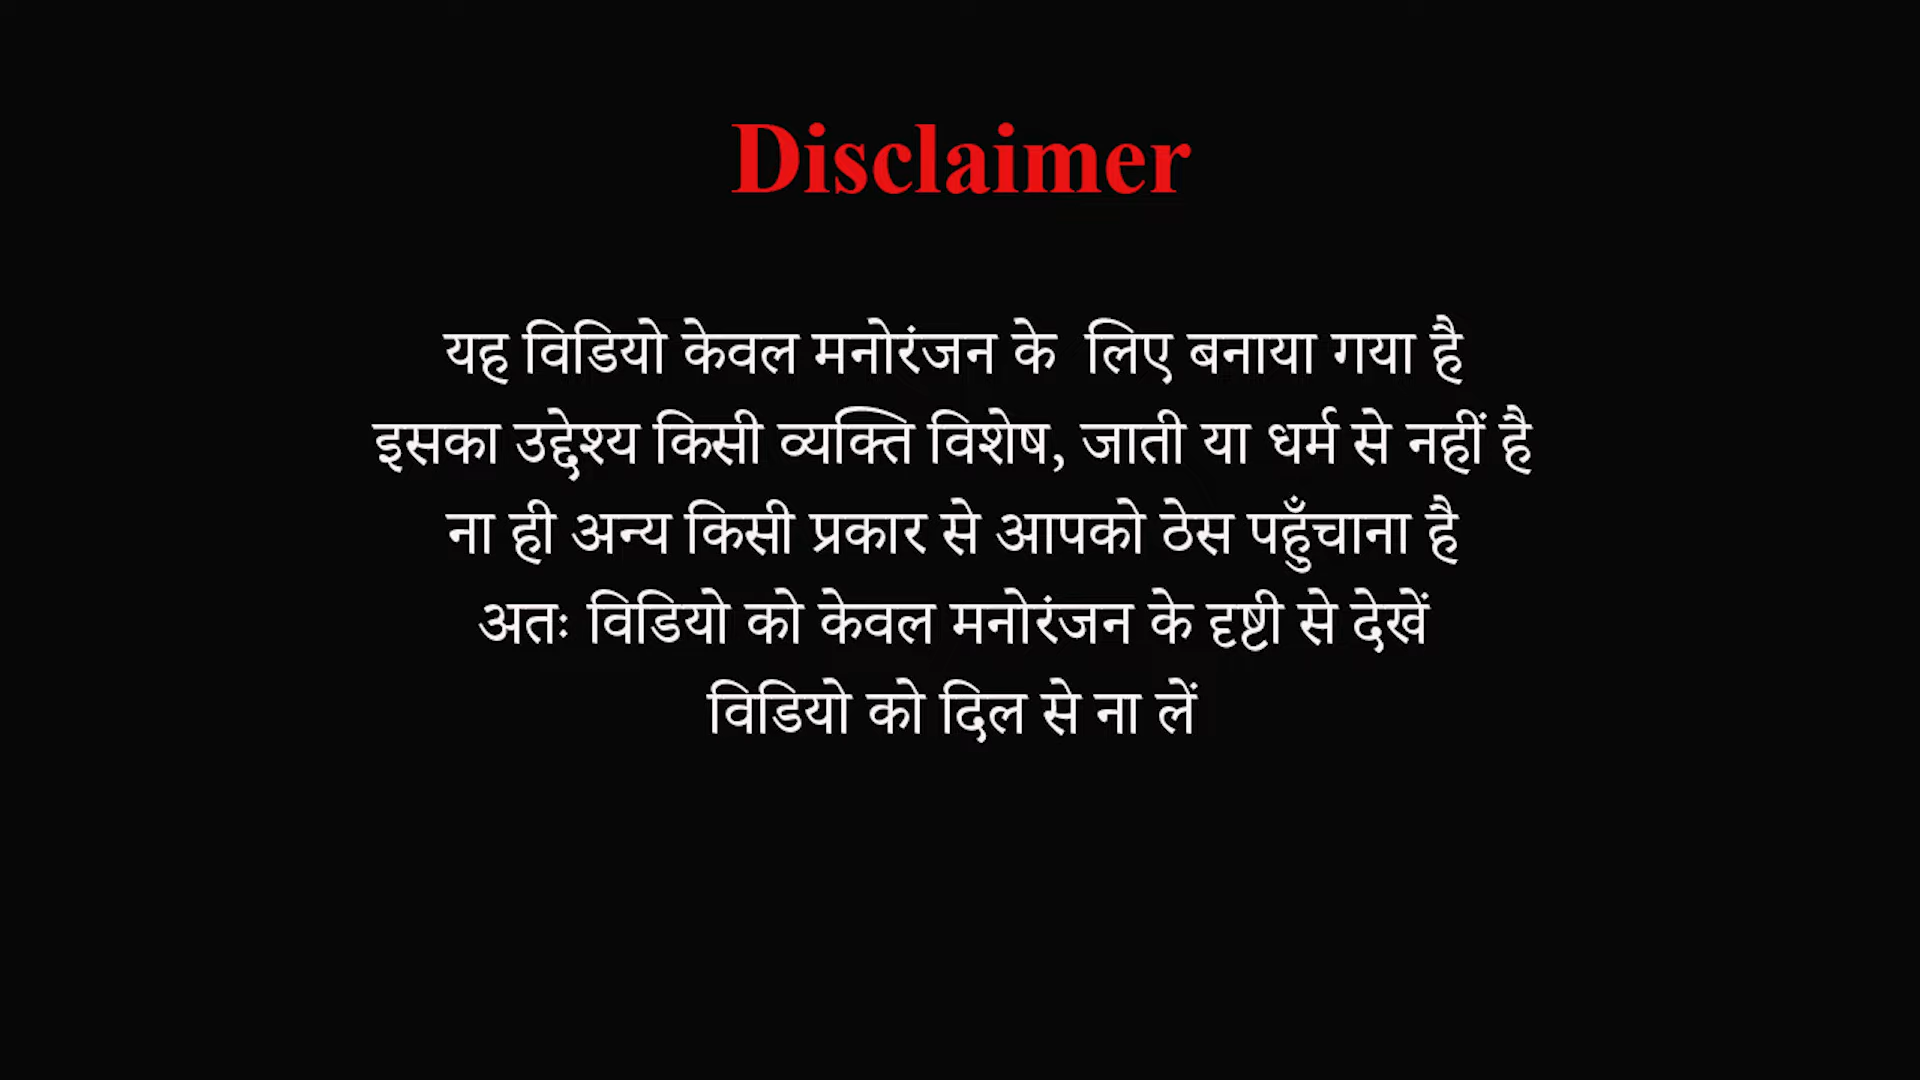 Disclaimer
यह विडियो केवल मनोरंजन के लिए बनाया गया है
इसका उद्देश्य किसी व्यक्ति विशेष, जाती या धर्म से नहीं है
ना ही अन्य किसी प्रकार से आपको ठेस पहुँचाना है
अतः विडियो को केवल मनोरंजन के दृष्टी से देखें
विडियो को दिल से ना लें